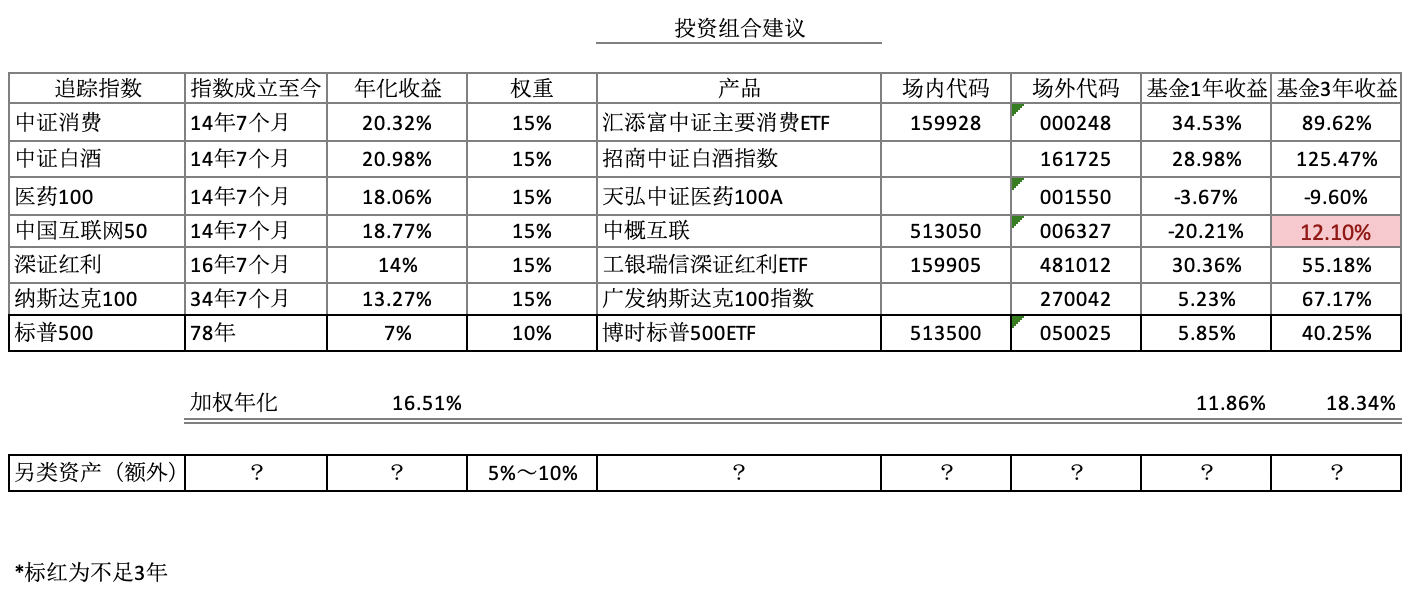 投资组合建议
追踪指数 指数成立至今 年化收益 权重 产品 场内代码 场外代码 基金1年收益 基金3年收益
中证消费 14年7个月 20.32% 15% 汇添富中证主要消费ETF 159928 000248 34.53% 89.62%
中证白酒 14年7个月 20.98% 15% 招商中证白酒指数 161725 28.98% 125.47%
医药100 14年7个月 18.06% 15% 天弘中证医药100A 001550 -3.67% -9.60%
中国互联网50 14年7个月 18.77% 15% 中概互联 513050 006327 -20.21% 12.10%
深证红利 16年7个月 14% 15% 工银瑞信深证红利ETF 159905 481012 30.36% 55.18%
纳斯达克100 34年7个月 13.27% 15% 广发纳斯达克100指数 270042 5.23% 67.17%
标普500 78年 7% 10% 博时标普500ETF 513500 050025 5.85% 40.25%
加权年化 16.51% 11.86% 18.34%
另类资产（额外） ? ? 5%～10% ? ? ? ? ?
*标红为不足3年